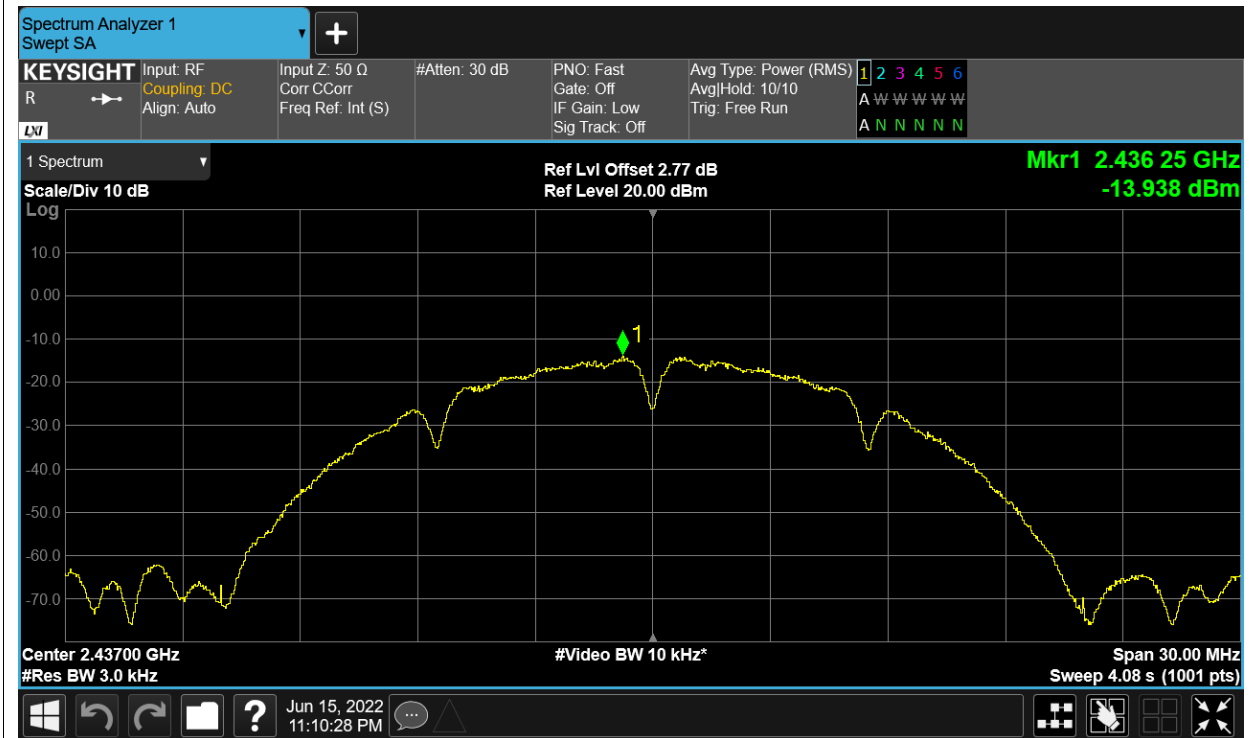 Spectrum Analyzer 1
Swept SA
KEYSIGHT
R
LXI
Input: RF
Coupling: DC
Align: Auto
Input Z: 50 Ω
Corr CCorr
Freq Ref: Int (S)
#Atten: 30 dB
PNO: Fast
Gate: Off
IF Gain: Low
Sig Track: Off
Avg Type: Power (RMS)
Avg|Hold: 10/10
Trig: Free Run
1 2 3 4 5 6
A W W W W W
A N N N N N
1 Spectrum
Scale/Div 10 dB
Log
Ref Lvl Offset 2.77 dB
Ref Level 20.00 dBm
Mkr1 2.436 25 GHz
-13.938 dBm
10.0
0.00
-10.0
-20.0
-30.0
-40.0
-50.0
-60.0
-70.0
1
Center 2.43700 GHz
#Res BW 3.0 kHz
#Video BW 10 kHz*
Span 30.00 MHz
Sweep 4.08 s (1001 pts)
?
Jun 15, 2022
11:10:28 PM